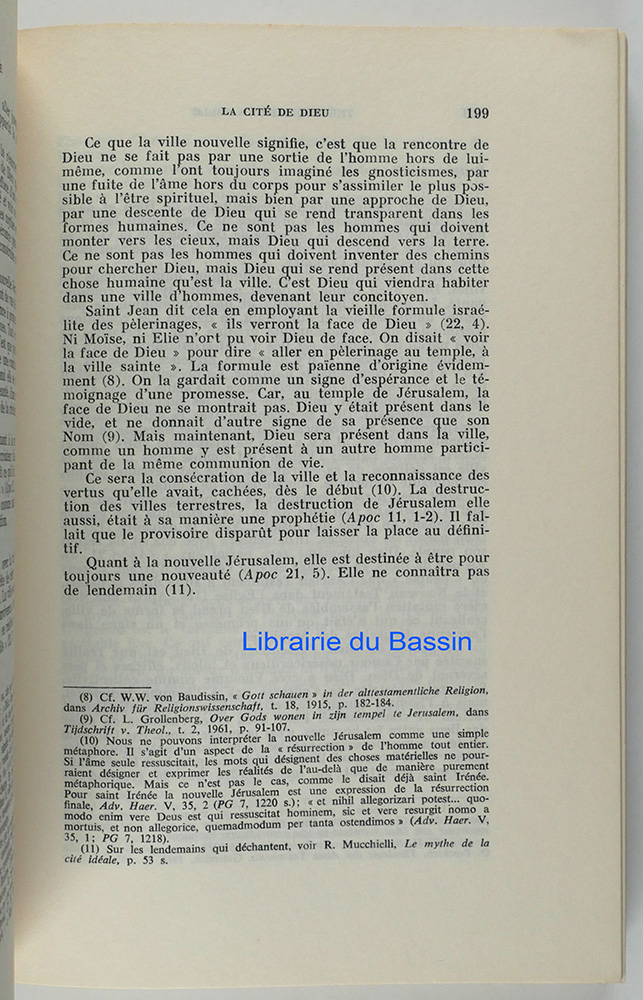 LA CITÉ DE DIEU 199
Ce que la ville nouvelle signifie, c'est que la rencontre de
Dieu ne se fait pas par une sortie de l'homme hors de lui-
même, comme l'ont toujours imaginé les gnosticismes, par
une fuite de l'âme hors du corps pour s'assimiler le plus pos-
sible à l'être spirituel, mais bien par une approche de Dieu,
par une descente de Dieu qui se rend transparent dans les
formes humaines. Ce ne sont pas les hommes qui doivent
monter vers les cieux, mais Dieu qui descend vers la terre.
Ce ne sont pas les hommes qui doivent inventer des chemins
pour chercher Dieu, mais Dieu qui se rend présent dans cette
chose humaine qu'est la ville. C'est Dieu qui viendra habiter
dans une ville d'hommes, devenant leur concitoyen.
Saint Jean dit cela en employant la vieille formule israé-
lite des pèlerinages, « ils verront la face de Dieu » (22, 4).
Ni Moïse, ni Elie n'ort pu voir Dieu de face. On disait « voir
la face de Dieu » pour dire « aller en pèlerinage au temple, à
la ville sainte ». La formule est païenne d'origine évidem-
ment (8). On la gardait comme un signe d'espérance et le té-
moignage d'une promesse. Car, au temple de Jérusalem, la
face de Dieu ne se montrait pas. Dieu y était présent dans le
vide, et ne donnait d'autre signe de sa présence que son
Nom (9). Mais maintenant, Dieu sera présent dans la ville,
comme un homme y est présent à un autre homme partici-
pant de la même communion de vie.
Ce sera la consécration de la ville et la reconnaissance des
vertus qu'elle avait, cachées, dès le début (10). La destruc-
tion des villes terrestres, la destruction de Jérusalem elle
aussi, était à sa manière une prophétie (Apoc 11, 1-2). Il fal-
lait que le provisoire disparût pour laisser la place au défini-
tif.
Quant à la nouvelle Jérusalem, elle est destinée à être pour
toujours une nouveauté (Apoc 21, 5). Elle ne connaîtra pas
de lendemain (11).
Librairie du Bassin
(8) Cf. W.W. von Baudissin, « Gott schauen » in der alttestamentliche Religion,
dans Archiv für Religionswissenschaft, t. 18, 1915, p. 182-184.
(9) Cf. L. Grollenberg, Over Gods wonen in zijn tempel te Jerusalem, dans
Tijdschrift v. Theol., t. 2, 1961, p. 91-107.
(10) Nous ne pouvons interpréter la nouvelle Jérusalem comme une simple
métaphore. Il s'agit d'un aspect de la « résurrection » de l'homme tout entier.
Si l'âme seule ressuscitait, les mots qui désignent des choses matérielles ne pour-
raient désigner et exprimer les réalités de l'au-delà que de manière purement
métaphorique. Mais ce n'est pas le cas, comme le disait déjà saint Irénée.
Pour saint Irénée la nouvelle Jérusalem est une expression de la résurrection
finale, Adv. Haer. V, 35, 2 (PG 7, 1220 s.); « et nihil allegorizari potest... quo-
modo enim vere Deus est qui ressuscitat hominem, sic et vere resurgit nomo a
mortuis, et non allegorice, quemadmodum per tanta ostendimos » (Adv. Haer. V,
35, 1; PG 7, 1218).
(11) Sur les lendemains qui déchantent, voir R. Mucchielli, Le mythe de la
cité idéale, p. 53 s.